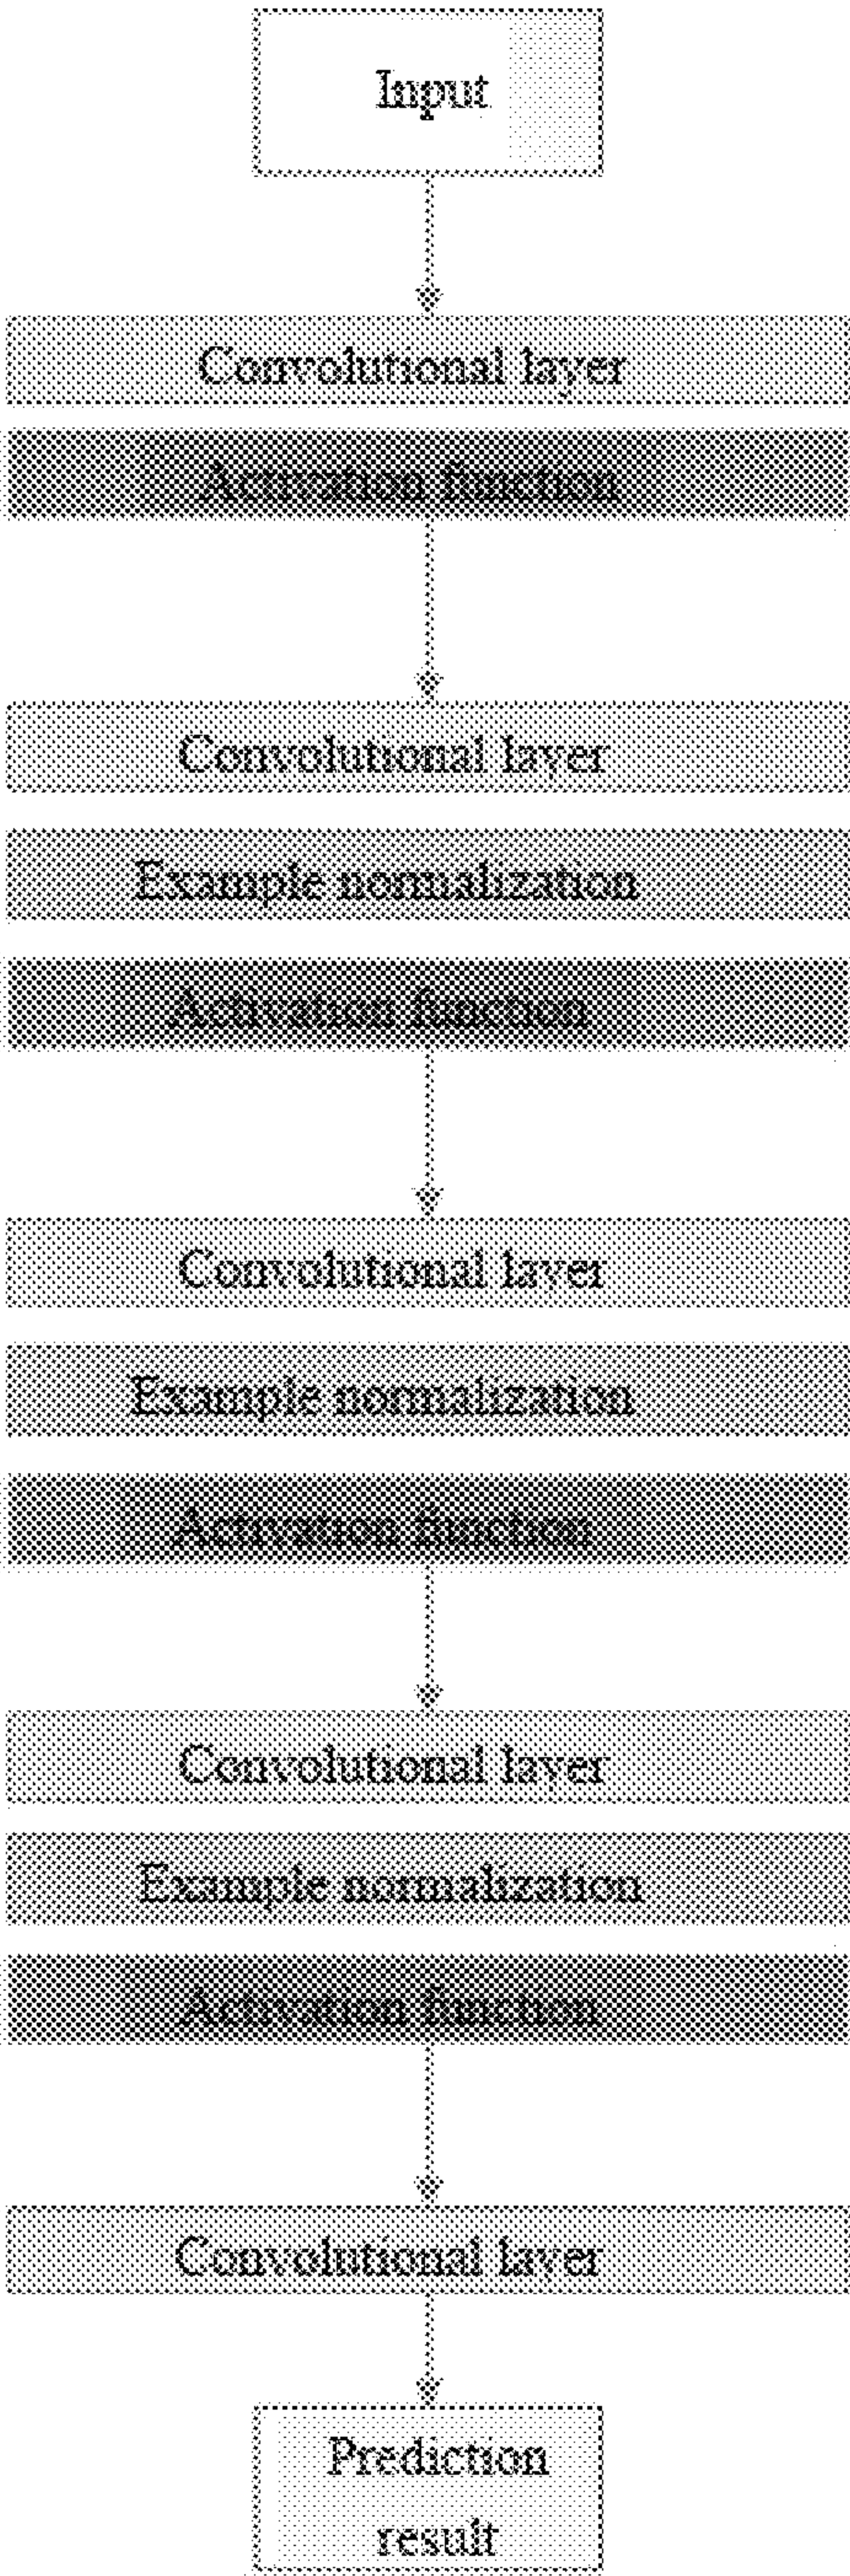 Input
Convolutional layer
Activation function
Convolutional layer
Example normalization
Activation function
Convolutional layer
Example normalization
Activation function
Convolutional layer
Example normalization
Activation function
Convolutional layer
Prediction
result